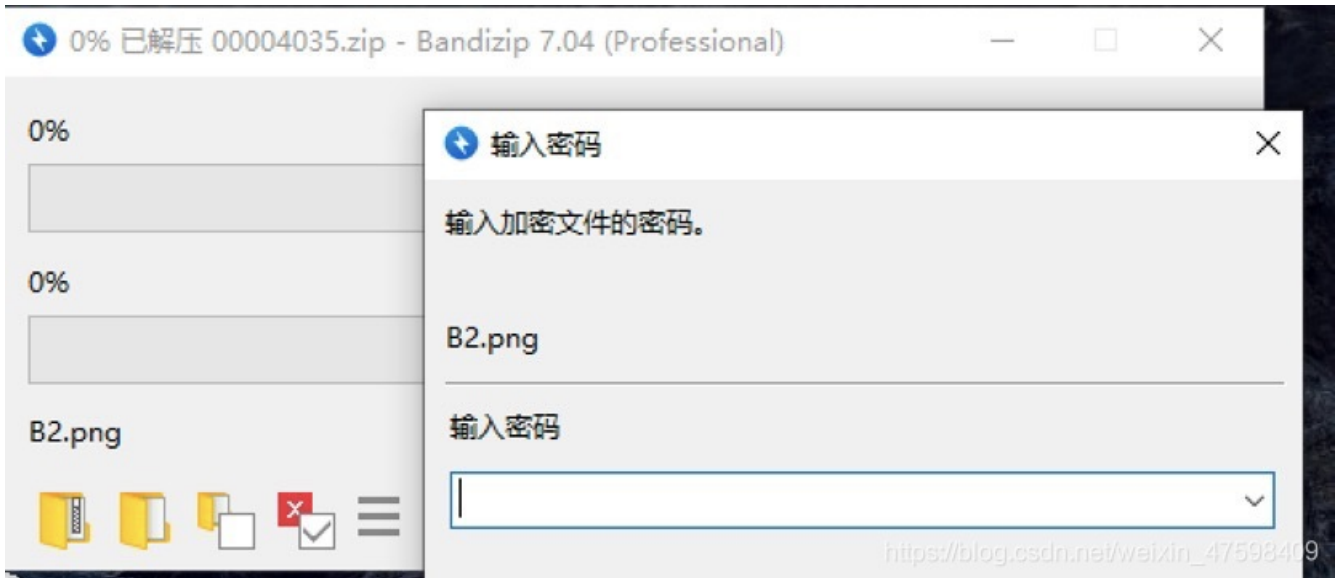 0% 已解压 00004035.zip - Bandizip 7.04 (Professional)
0%
输入密码
输入加密文件的密码。
0%
B2.png
输入密码
B2.png
https://blog.csdn.net/weixin_47598409